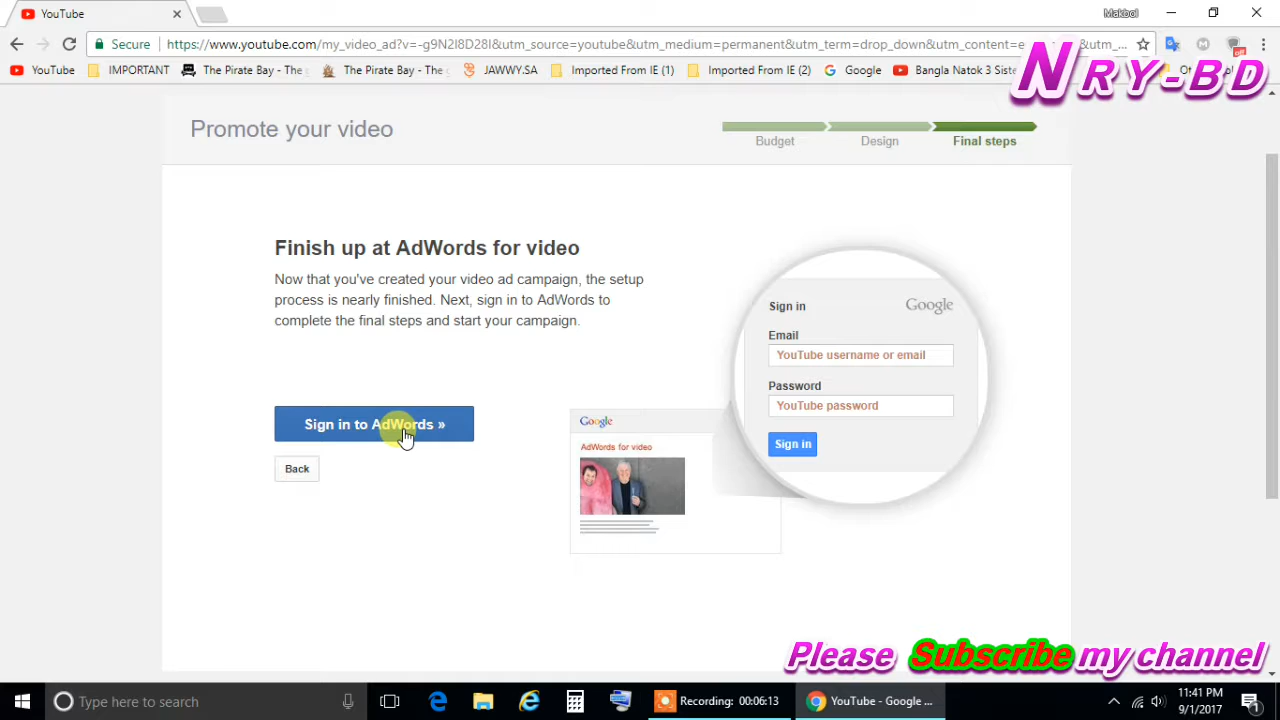 YouTube
Makbol
Secure
https://www.youtube.com/my_video_ad?v=-g9N2I8D28I&utm_source=youtube&utm_medium=permanent&utm_term=drop_down&utm_content=e...&utm_...
YouTube
IMPORTANT
The Pirate Bay - The
The Pirate Bay - The
JAWWY.SA
Imported From IE (1)
Imported From IE (2)
Google
Bangla Natok 3 Siste
NRY-BD
Promote your video
Budget
Design
Final steps
Finish up at AdWords for video
Now that you've created your video ad campaign, the setup
process is nearly finished. Next, sign in to AdWords to
complete the final steps and start your campaign.
Sign in to AdWords »
Back
Google
AdWords for video
Sign in
Google
Email
YouTube username or email
Password
YouTube password
Sign in
Please Subscribe my channel
Type here to search
Recording: 00:06:13
YouTube - Google ...
11:41 PM
9/1/2017